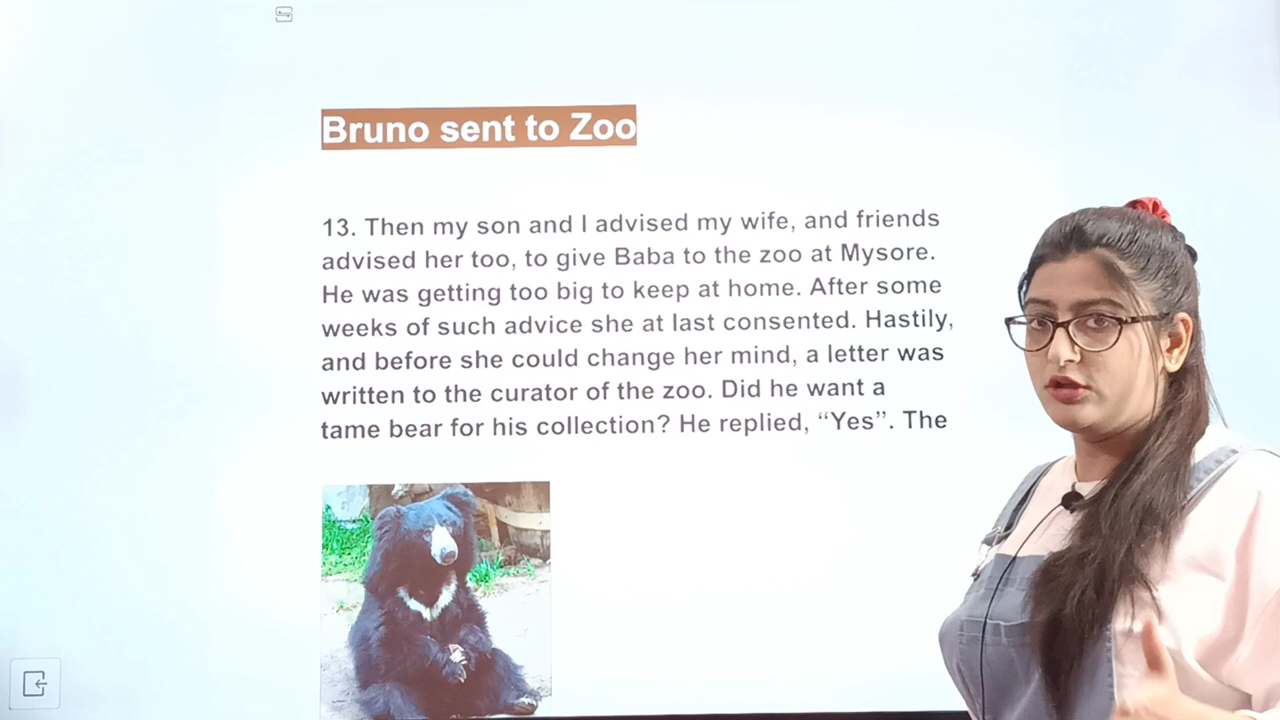 Bruno sent to Zoo
13. Then my son and I advised my wife, and friends
advised her too, to give Baba to the zoo at Mysore.
He was getting too big to keep at home. After some
weeks of such advice she at last consented. Hastily,
and before she could change her mind, a letter was
written to the curator of the zoo. Did he want a
tame bear for his collection? He replied, “Yes”. The